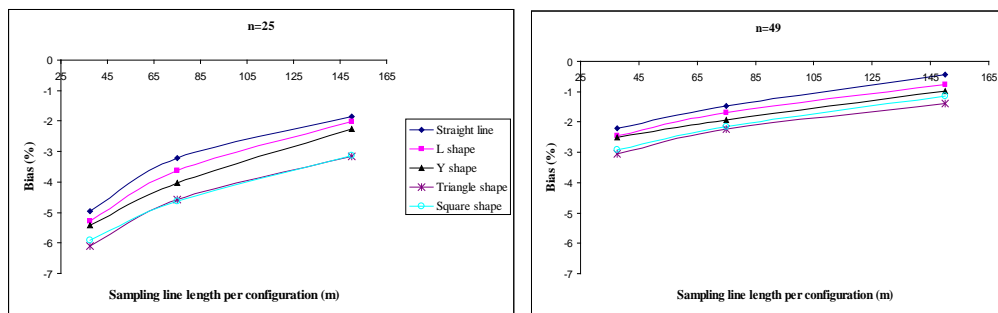 n=25
0
25 45 65 85 105 125 145 165
-1
-2
-3
-4
-5
-6
-7
Bias (%)
Sampling line length per configuration (m)
Straight line
L shape
Y shape
Triangle shape
Square shape
n=49
0
25 45 65 85 105 125 145 165
-1
-2
-3
-4
-5
-6
-7
Bias (%)
Sampling line length per configuration (m)